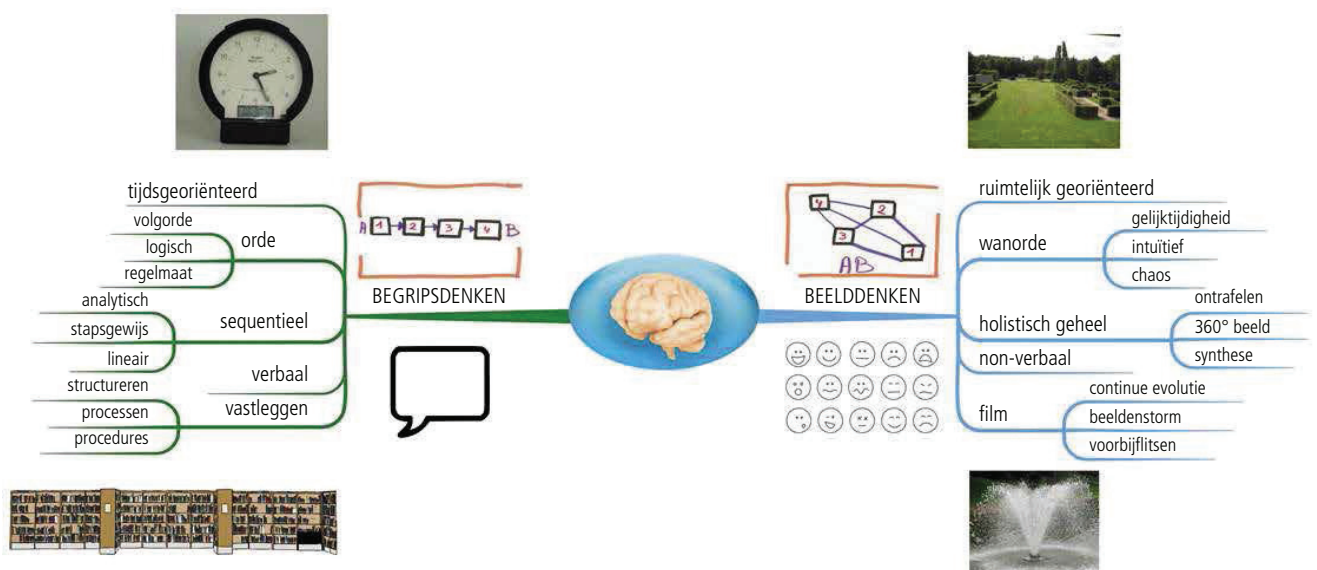 tijdsgeoriënteerd
volgorde
logisch
regelmaat
orde
analytisch
stapsgewijs
lineair
sequentieel
verbaal
structureren
processen
procedures
vastleggen
A 1 2 3 4 B
BEGRIPSDENKEN
4
2
3
1
AB
BEELDDENKEN
ruimtelijk georiënteerd
wanorde
gelijktijdigheid
intuïtief
chaos
holistisch geheel
ontrafelen
360° beeld
synthese
non-verbaal
film
continue evolutie
beeldenstorm
voorbijflitsen